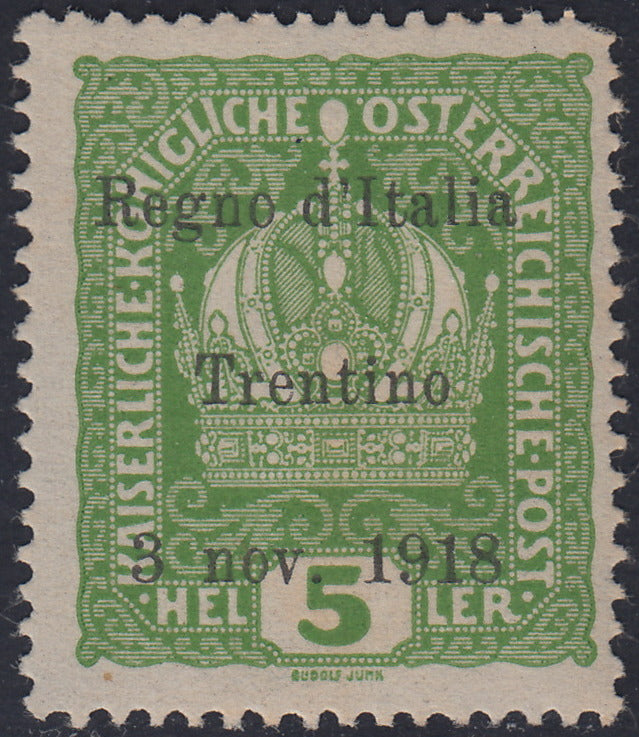 KAISERLICHE·KÖNIGLICHE ÖSTERREICHISCHE·POST
Regno d'Italia
Trentino
3 nov. 1918
·HEL 5 LER·
RUDOLF JUNK